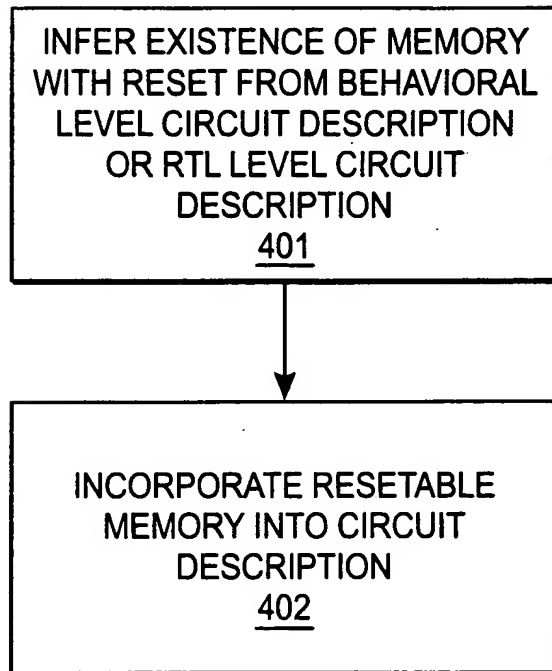 INFER EXISTENCE OF MEMORY
WITH RESET FROM BEHAVIORAL
LEVEL CIRCUIT DESCRIPTION
OR RTL LEVEL CIRCUIT
DESCRIPTION
401
INCORPORATE RESETABLE
MEMORY INTO CIRCUIT
DESCRIPTION
402